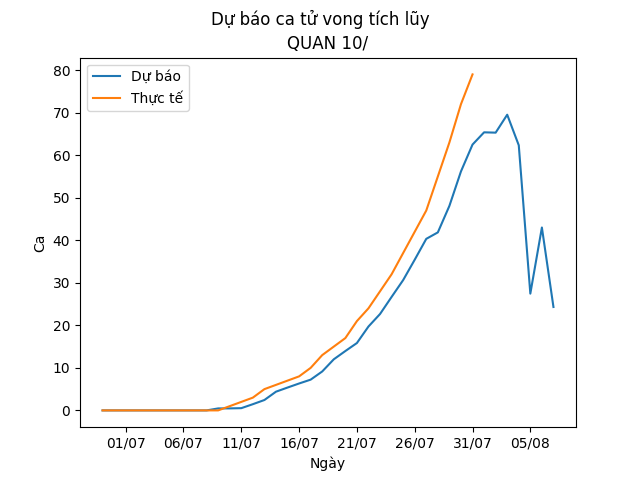 Dự báo ca tử vong tích lũy
QUAN 10/
Dự báo
Thực tế
80
70
60
50
40
30
20
10
0
Ca
01/07 06/07 11/07 16/07 21/07 26/07 31/07 05/08
Ngày